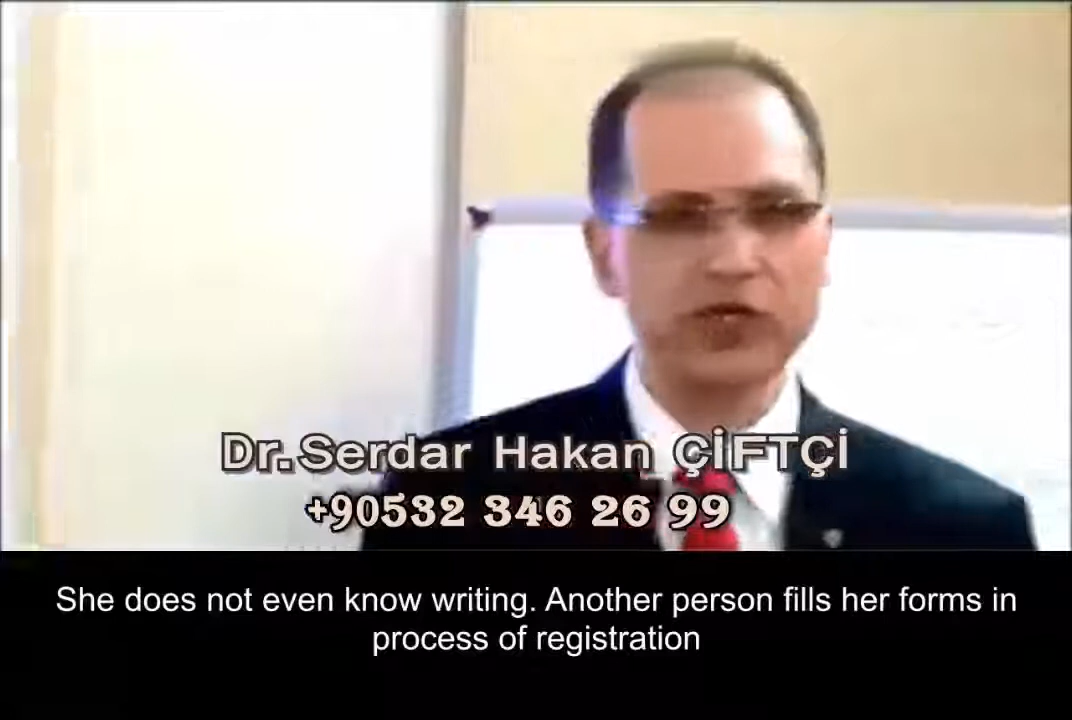 Dr. Serdar Hakan ÇİFTÇİ
+90532 346 26 99
She does not even know writing. Another person fills her forms in
process of registration